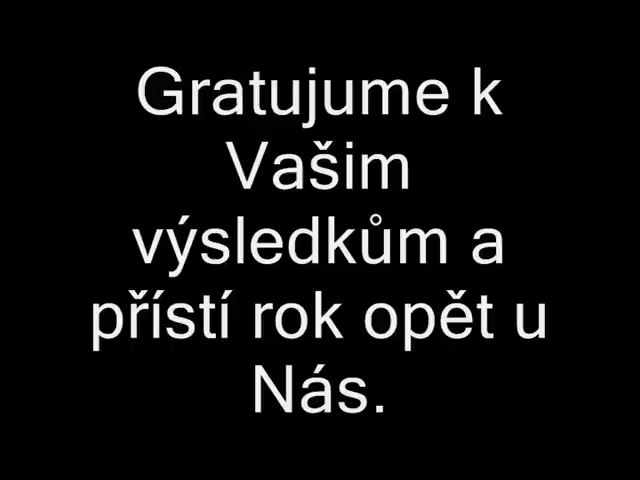 Gratujume k
Vašim
výsledkům a
přístí rok opět u
Nás.